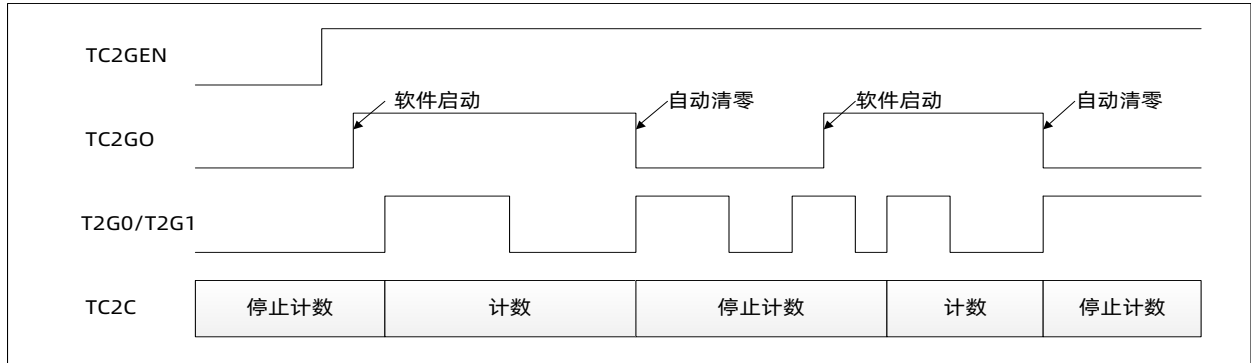 TC2GEN
软件启动 自动清零 软件启动 自动清零
TC2GO
T2G0/T2G1
TC2C 停止计数 计数 停止计数 计数 停止计数